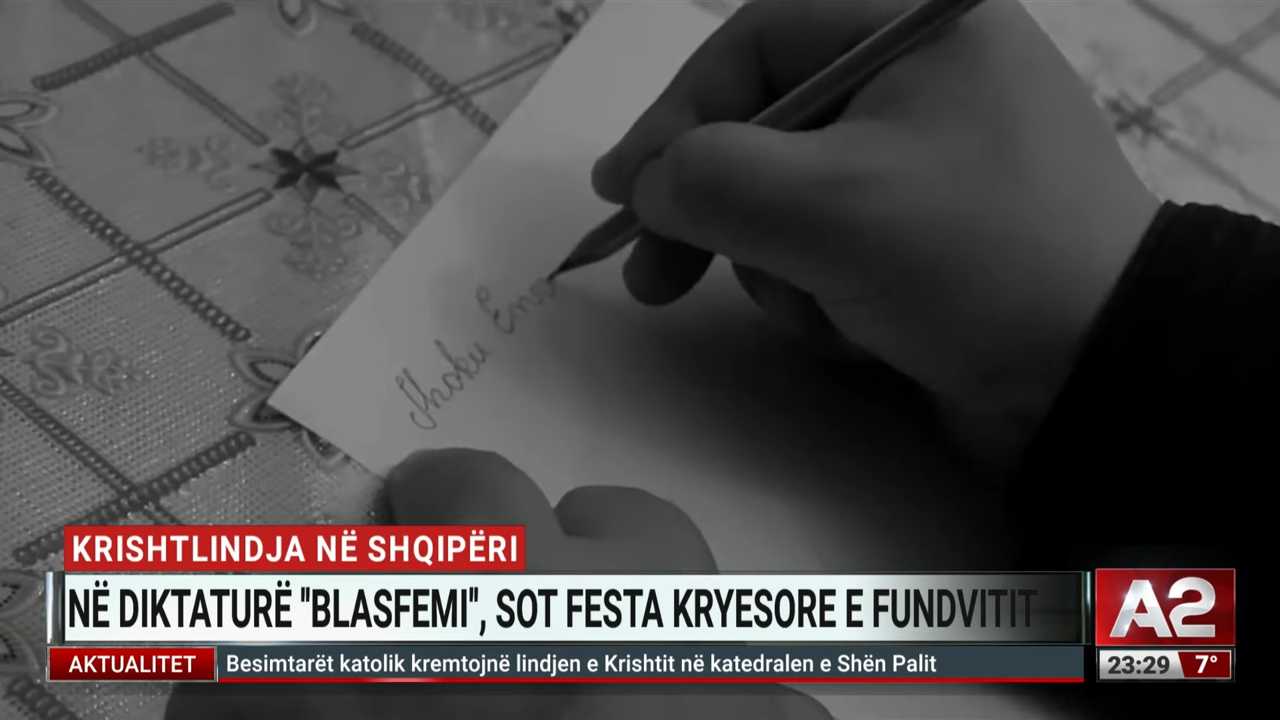 Shoku Env
KRISHTLINDJA NË SHQIPËRI
NË DIKTATURË "BLASFEMI", SOT FESTA KRYESORE E FUNDVITIT
A2
AKTUALITET Besimtarët katolik kremtojnë lindjen e Krishtit në katedralen e Shën Palit
23:29 7°